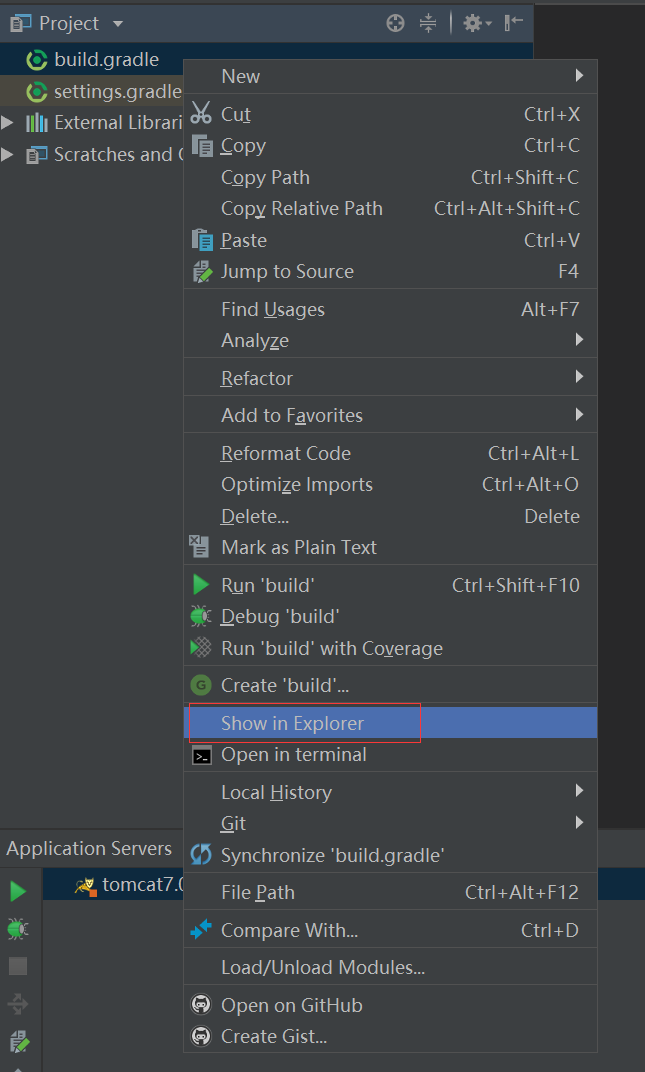 Project
build.gradle
settings.gradle
External Librari
Scratches and
New
Cut Ctrl+X
Copy Ctrl+C
Copy Path Ctrl+Shift+C
Copy Relative Path Ctrl+Alt+Shift+C
Paste Ctrl+V
Jump to Source F4
Find Usages Alt+F7
Analyze
Refactor
Add to Favorites
Reformat Code Ctrl+Alt+L
Optimize Imports Ctrl+Alt+O
Delete... Delete
Mark as Plain Text
Run 'build' Ctrl+Shift+F10
Debug 'build'
Run 'build' with Coverage
G Create 'build'...
Show in Explorer
Open in terminal
Local History
Git
Synchronize 'build.gradle'
File Path Ctrl+Alt+F12
Compare With... Ctrl+D
Load/Unload Modules...
Open on GitHub
Create Gist...
Application Servers
tomcat7.0